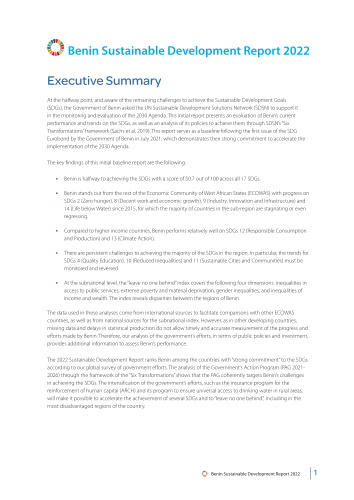 Benin Sustainable Development Report 2022
Executive Summary
At the halfway point, and aware of the remaining challenges to achieve the Sustainable Development Goals
(SDGs), the Government of Benin asked the UN Sustainable Development Solutions Network (SDSN) to support it
in the monitoring and evaluation of the 2030 Agenda. This initial report presents an evaluation of Benin's current
performance and trends on the SDGs, as well as an analysis of its policies to achieve them through SDSN's "Six
Transformations" framework (Sachs et al, 2019). This report serves as a baseline following the first issue of the SDG
Eurobond by the Government of Benin in July 2021, which demonstrates their strong commitment to accelerate the
implementation of the 2030 Agenda.
The key findings of this initial baseline report are the following:
• Benin is halfway to achieving the SDGs with a score of 50.7 out of 100 across all 17 SDGs.
• Benin stands out from the rest of the Economic Community of West African States (ECOWAS) with progress on
SDGs 2 (Zero hunger), 8 (Decent work and economic growth), 9 (Industry, Innovation and Infrastructure) and
14 (Life below Water) since 2015, for which the majority of countries in the sub-region are stagnating or even
regressing.
• Compared to higher income countries, Benin performs relatively well on SDGs 12 (Responsible Consumption
and Production) and 13 (Climate Action).
• There are persistent challenges to achieving the majority of the SDGs in the region. In particular, the trends for
SDGs 4 (Quality Education), 10 (Reduced Inequalities) and 11 (Sustainable Cities and Communities) must be
monitored and reversed.
• At the subnational level, the "leave no one behind" index covers the following four dimensions: inequalities in
access to public services, extreme poverty and material deprivation, gender inequalities, and inequalities of
income and wealth. The index reveals disparities between the regions of Benin.
The data used in these analyses come from international sources to facilitate comparisons with other ECOWAS
countries, as well as from national sources for the subnational index. However, as in other developing countries,
missing data and delays in statistical production do not allow timely and accurate measurement of the progress and
efforts made by Benin. Therefore, our analysis of the government's efforts, in terms of public policies and investment,
provides additional information to assess Benin's performance.
The 2022 Sustainable Development Report ranks Benin among the countries with "strong commitment" to the SDGs
according to our global survey of government efforts. The analysis of the Government's Action Program (PAG 2021-
2026) through the framework of the "Six Transformations" shows that the PAG coherently targets Benin's challenges
in achieving the SDGs. The intensification of the government's efforts, such as the insurance program for the
reinforcement of human capital (ARCH) and its program to ensure universal access to drinking water in rural areas,
will make it possible to accelerate the achievement of several SDGs and to "leave no one behind", including in the
most disadvantaged regions of the country.
Benin Sustainable Development Report 2022 1